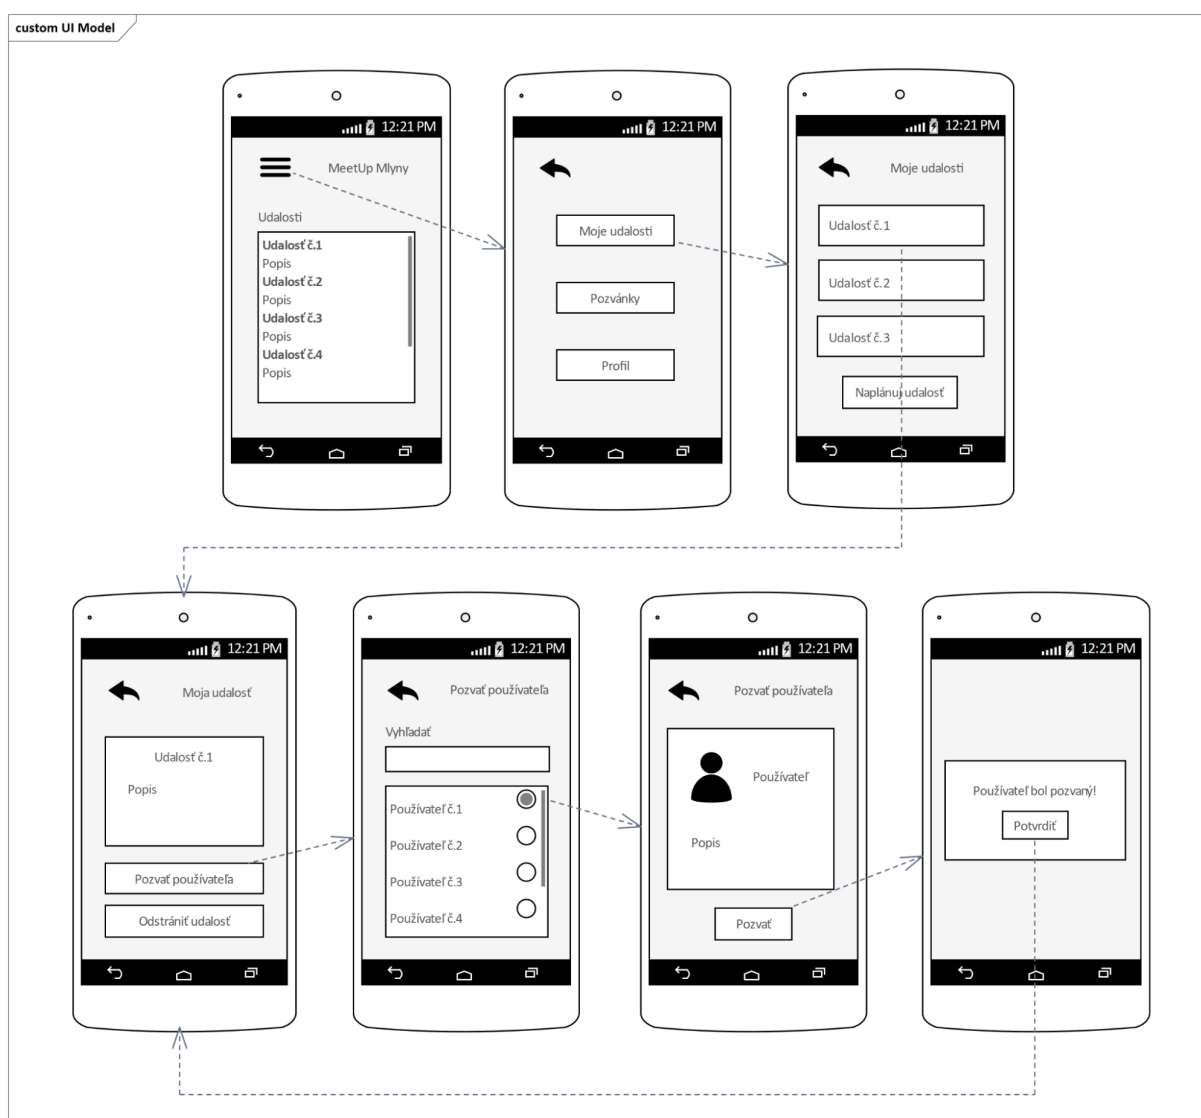 custom UI Model
12:21 PM
MeetUp Mlyny
Udalosti
Udalosť č.1
Popis
Udalosť č.2
Popis
Udalosť č.3
Popis
Udalosť č.4
Popis
12:21 PM
Moje udalosti
Pozvánky
Profil
12:21 PM
Moje udalosti
Udalosť č.1
Udalosť č.2
Udalosť č.3
Naplánuj udalosť
12:21 PM
Moja udalosť
Udalosť č.1
Popis
Pozvať používateľa
Odstrániť udalosť
12:21 PM
Pozvať používateľa
Vyhľadať
Používateľ č.1
Používateľ č.2
Používateľ č.3
Používateľ č.4
12:21 PM
Pozvať používateľa
Používateľ
Popis
Pozvať
12:21 PM
Používateľ bol pozvaný!
Potvrdiť